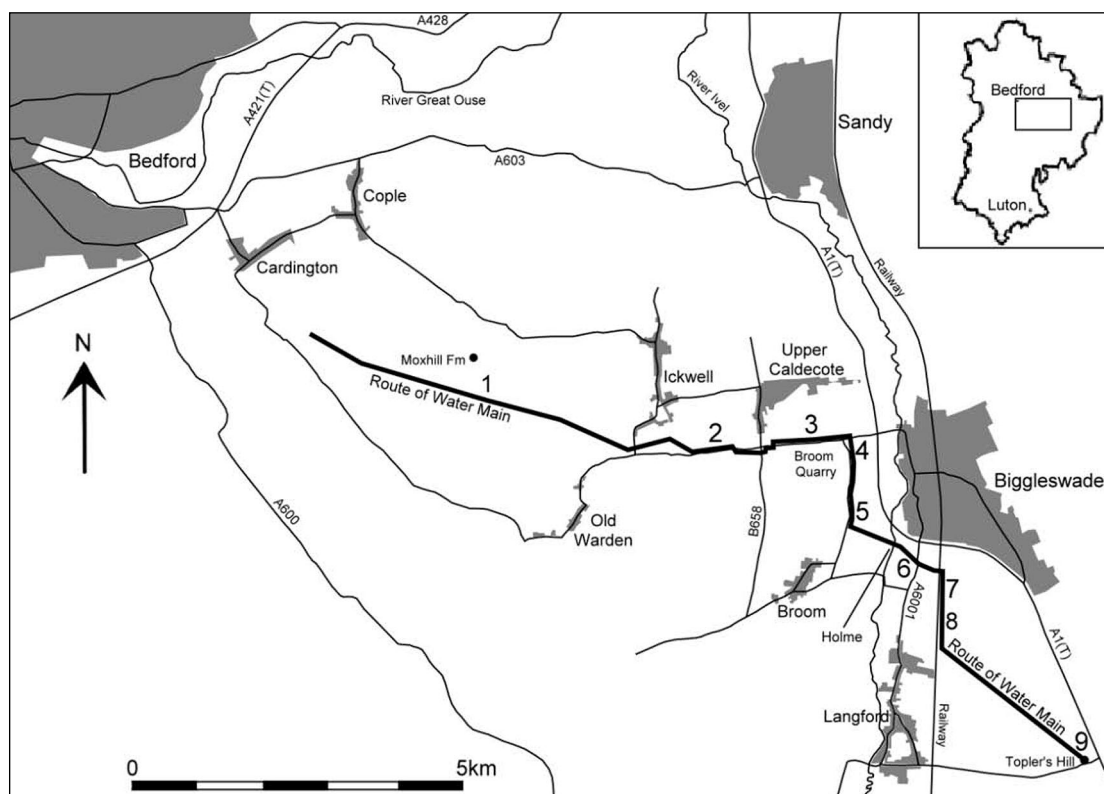 A428
A421(T)
River Great Ouse
River Ivel
Sandy
Bedford
Luton
Bedford
A603
Cople
Cardington
A1(T)
Railway
N
Moxhill Fm
1
Route of Water Main
Ickwell
Upper
Caldecote
2
3
4
Broom
Quarry
Biggleswade
5
Old
Warden
A600
B658
6
7
Broom
Holme
A6001
8
A1(T)
Route of Water Main
Langford
Railway
9
Topler's Hill
0
5km